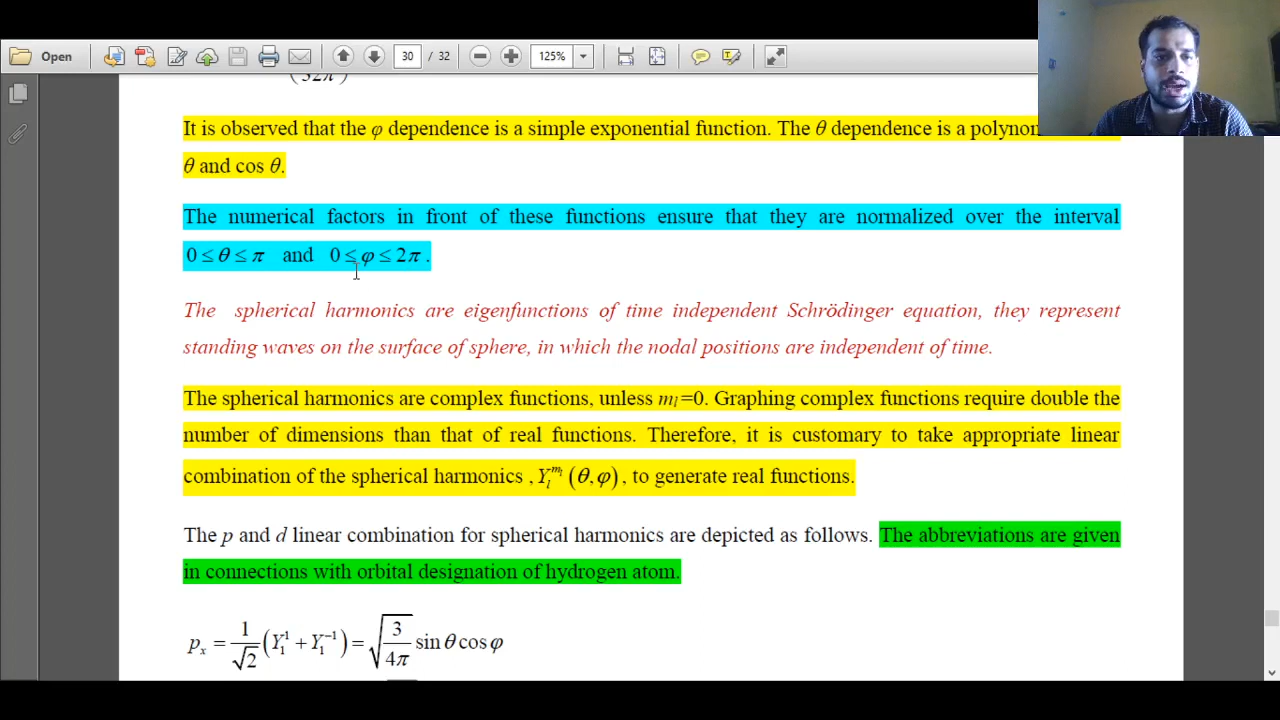 Open 30 / 32 125%
(32π)
It is observed that the φ dependence is a simple exponential function. The θ dependence is a
θ and cos θ.
The numerical factors in front of these functions ensure that they are normalized over the interval
0 ≤ θ ≤ π and 0 ≤ φ ≤ 2π .
The spherical harmonics are eigenfunctions of time independent Schrödinger equation, they represent
standing waves on the surface of sphere, in which the nodal positions are independent of time.
The spherical harmonics are complex functions, unless mₗ=0. Graphing complex functions require double the
number of dimensions than that of real functions. Therefore, it is customary to take appropriate linear
combination of the spherical harmonics , Y_l^{m_l} (θ, φ) , to generate real functions.
The p and d linear combination for spherical harmonics are depicted as follows. The abbreviations are given
in connections with orbital designation of hydrogen atom.
p_x = 1/√2 (Y_1^1 + Y_1^{-1}) = √(3/4π) sin θ cos φ